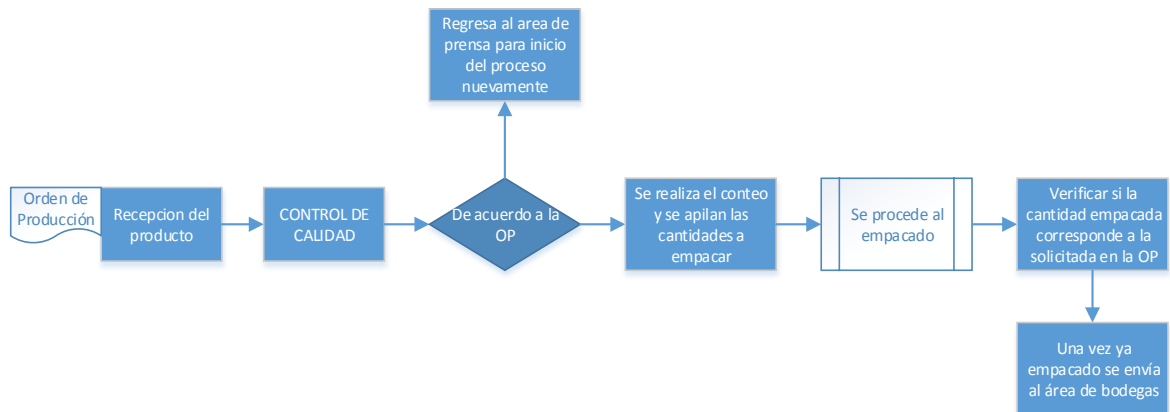 Regresa al area de
prensa para inicio
del proceso
nuevamente
Orden de
Producción
Recepcion del
producto
CONTROL DE
CALIDAD
De acuerdo a la
OP
Se realiza el conteo
y se apilan las
cantidades a
empacar
Se procede al
empacado
Verificar si la
cantidad empacada
corresponde a la
solicitada en la OP
Una vez ya
empacado se envía
al área de bodegas